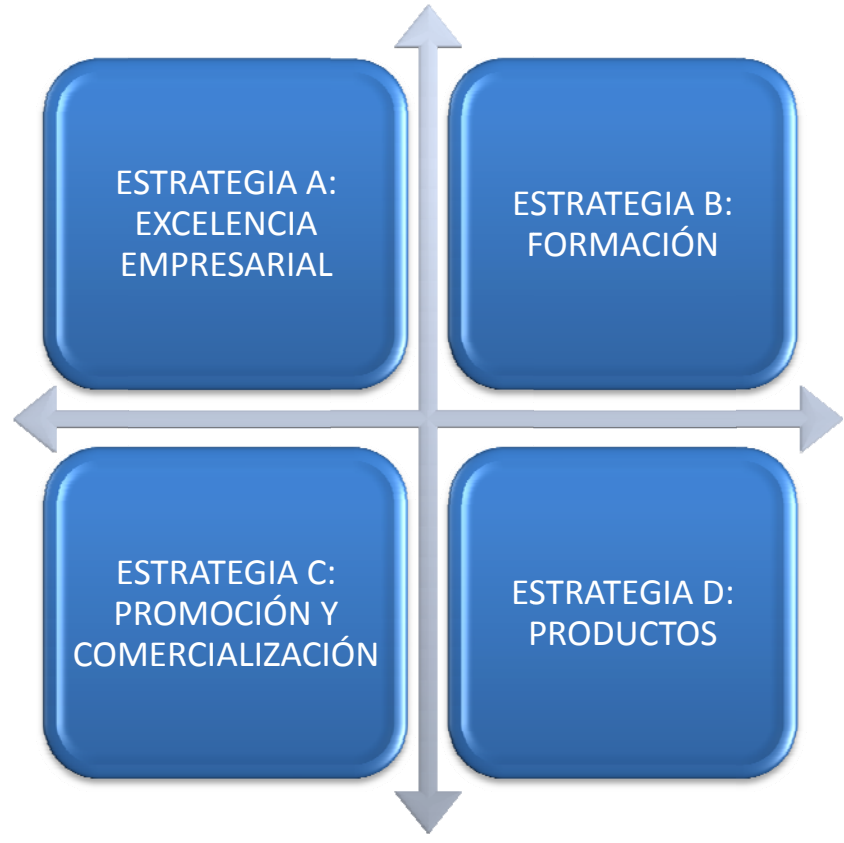 ESTRATEGIA A:
EXCELENCIA
EMPRESARIAL
ESTRATEGIA B:
FORMACIÓN
ESTRATEGIA C:
PROMOCIÓN Y
COMERCIALIZACIÓN
ESTRATEGIA D:
PRODUCTOS